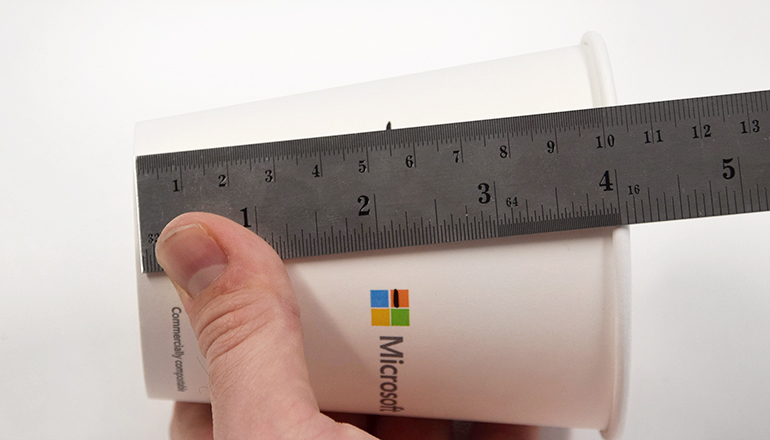 1 2 3 4 5 6 7 8 9 10 11 12 13
32 1 2 3 64 4 16 5
Microsoft
Commercially compostable